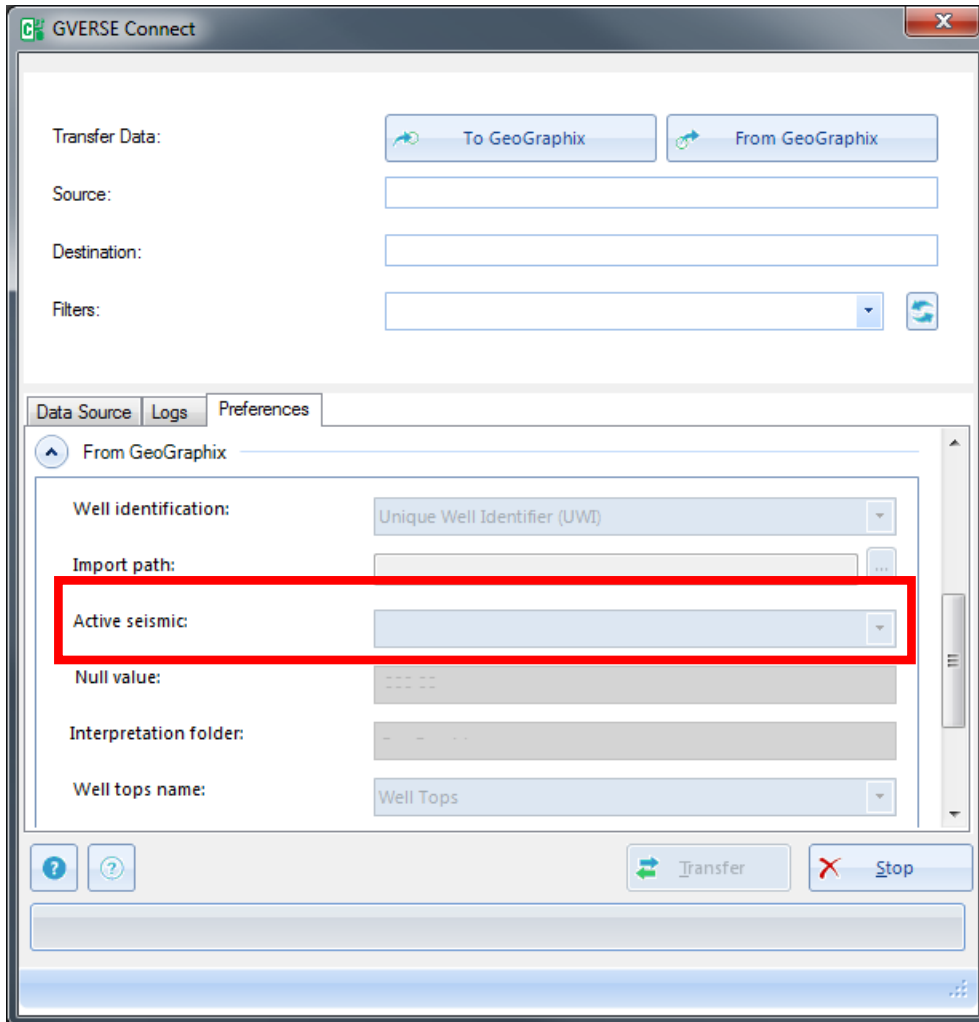 GVERSE Connect
Transfer Data:
To GeoGraphix
From GeoGraphix
Source:
Destination:
Filters:
Data Source
Logs
Preferences
From GeoGraphix
Well identification:
Unique Well Identifier (UWI)
Import path:
...
Active seismic:
Null value:
Interpretation folder:
Well tops name:
Well Tops
Transfer
Stop